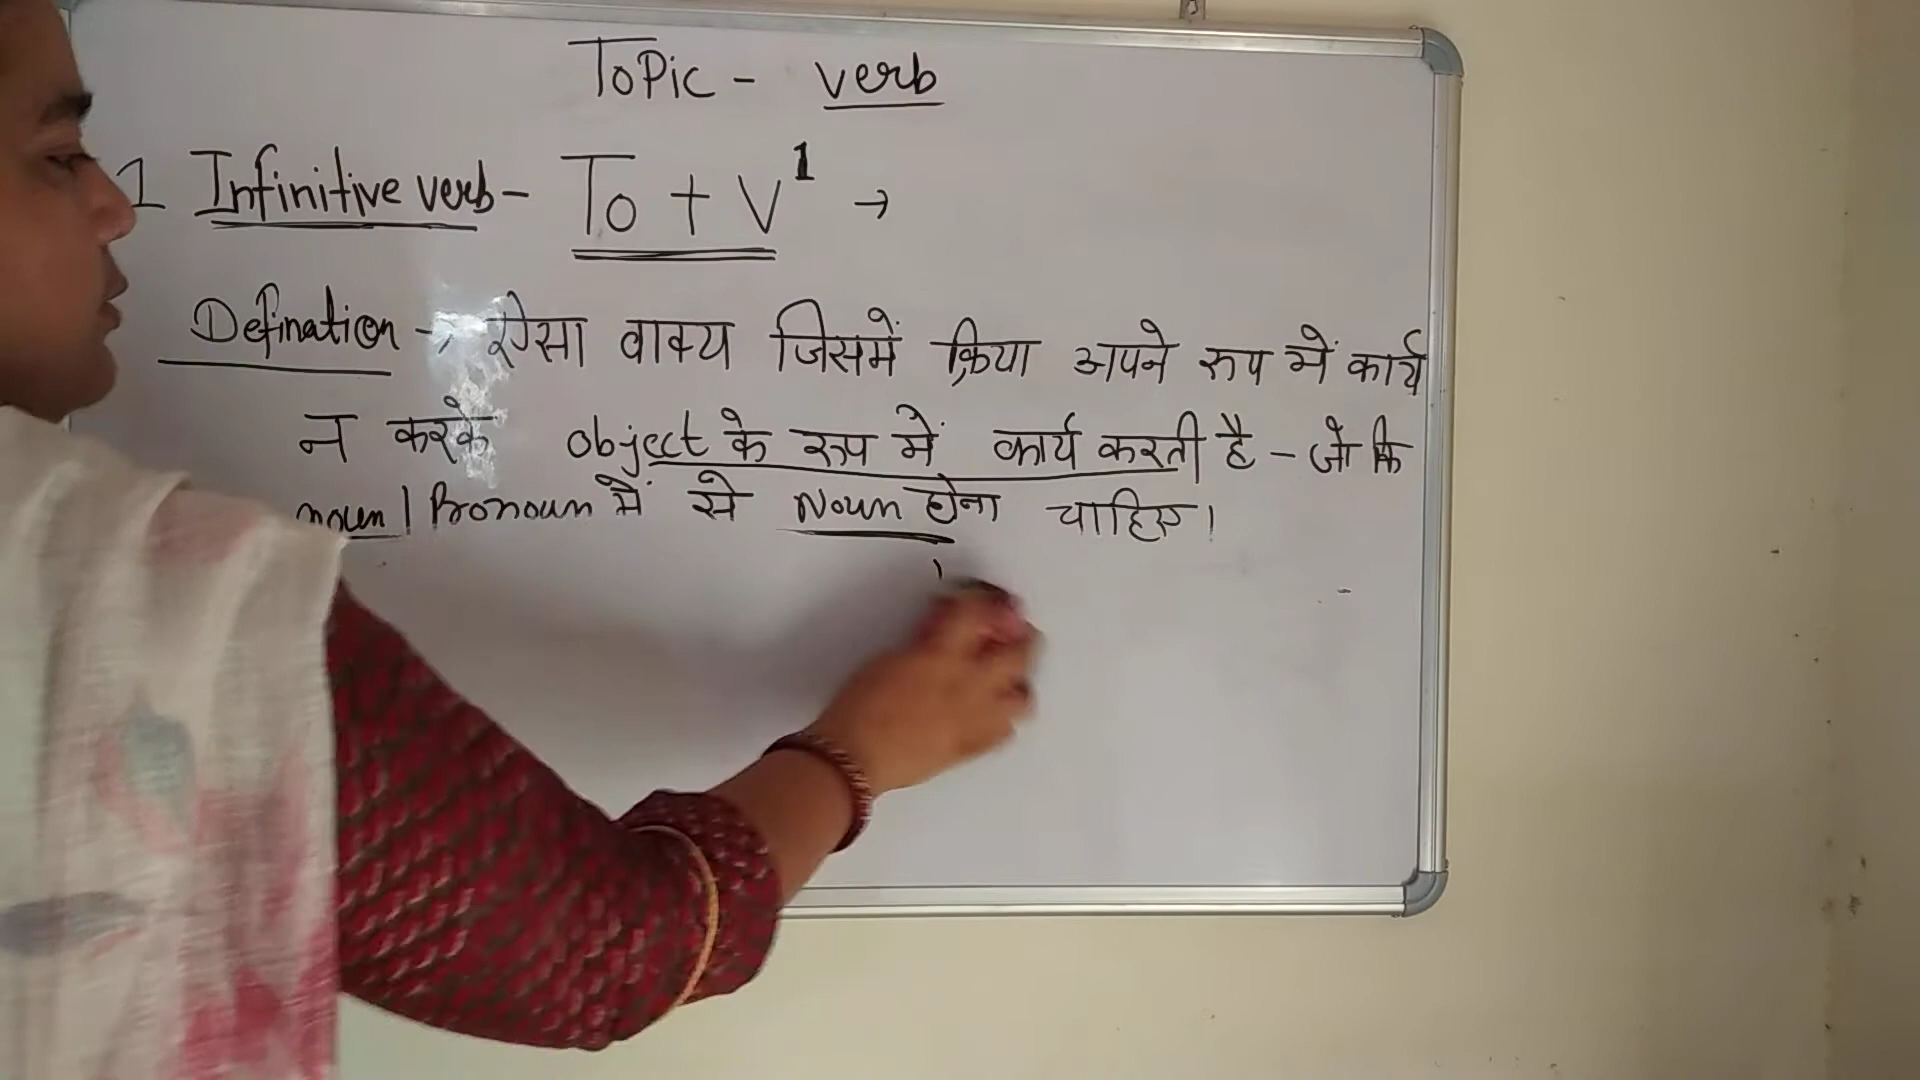 Topic - verb
1 Infinitive verb - To + V¹ →
Defination → ऐसा वाक्य जिसमें क्रिया अपने रुप में कार्य
न करके object के रुप में कार्य करती है - जो कि
noun / Pronoun में से Noun होना चाहिए।